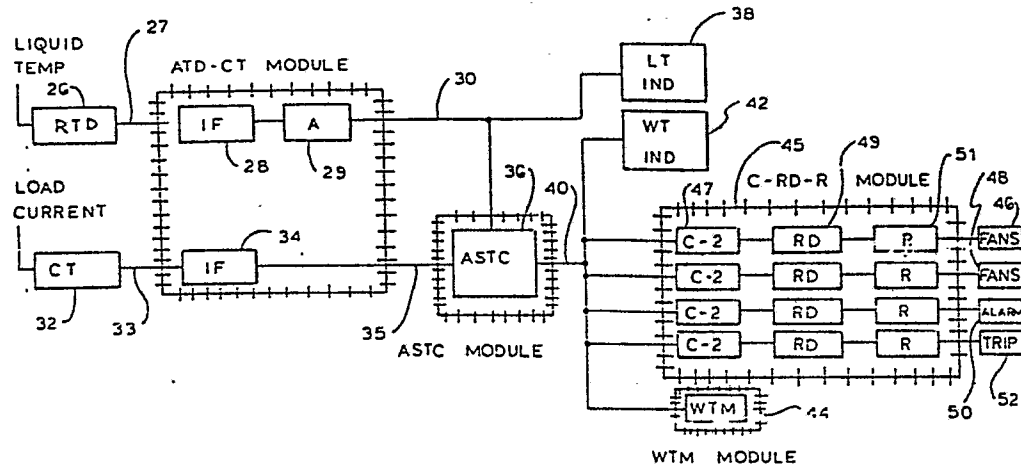 LIQUID
TEMP
27
26
RTD
ATD-CT MODULE
IF
A
28
29
30
38
LT
IND
42
WT
IND
LOAD
CURRENT
CT
32
33
34
IF
35
36
ASTC
ASTC MODULE
40
45
49
51
C-RD-R MODULE
48
46
47
C-2
RD
R
FANS
C-2
RD
R
FANS
C-2
RD
R
ALARM
C-2
RD
R
TRIP
50
52
WTM
44
WTM MODULE